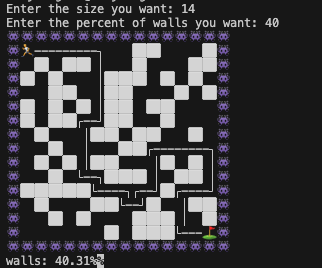 Enter the size you want: 14
Enter the percent of walls you want: 40
walls: 40.31%%